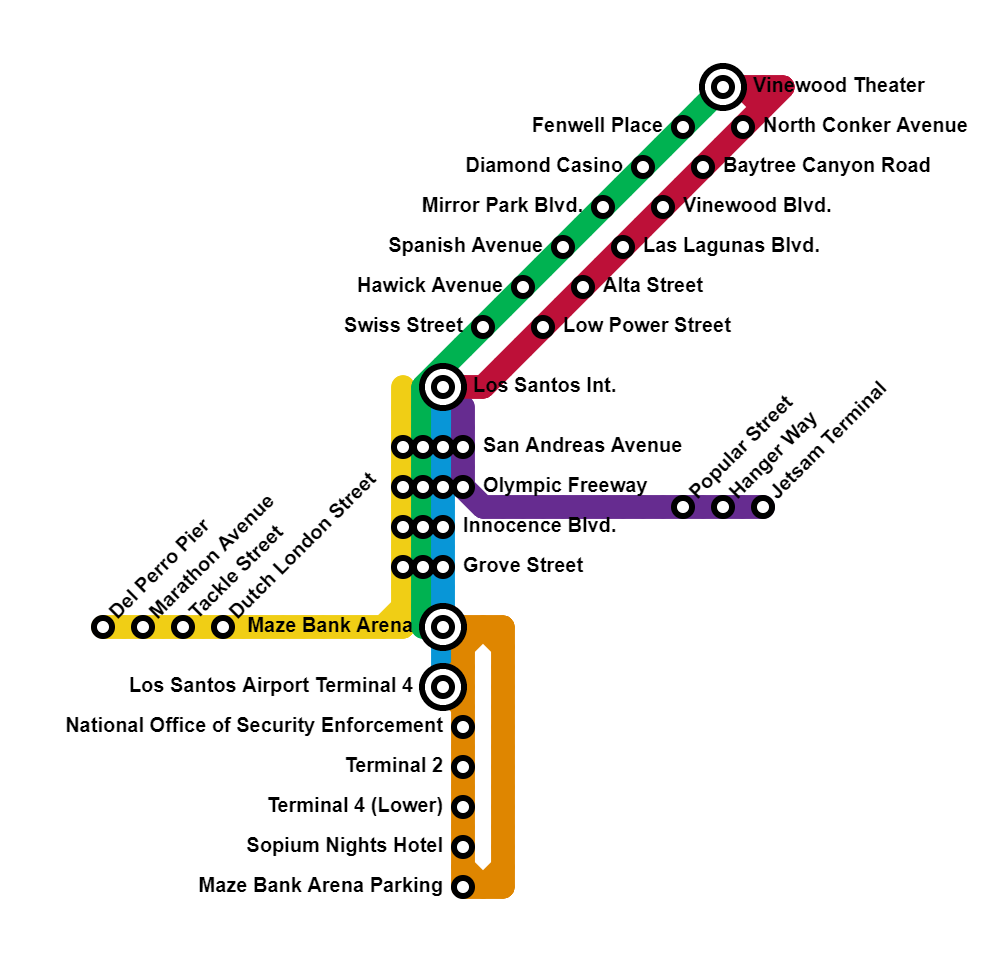 Vinewood Theater
Fenwell Place
North Conker Avenue
Diamond Casino
Baytree Canyon Road
Mirror Park Blvd.
Vinewood Blvd.
Spanish Avenue
Las Lagunas Blvd.
Hawick Avenue
Alta Street
Swiss Street
Low Power Street
Los Santos Int.
San Andreas Avenue
Olympic Freeway
Popular Street
Hanger Way
Jetsam Terminal
Innocence Blvd.
Grove Street
Del Perro Pier
Marathon Avenue
Tackle Street
Dutch London Street
Maze Bank Arena
Los Santos Airport Terminal 4
National Office of Security Enforcement
Terminal 2
Terminal 4 (Lower)
Sopium Nights Hotel
Maze Bank Arena Parking